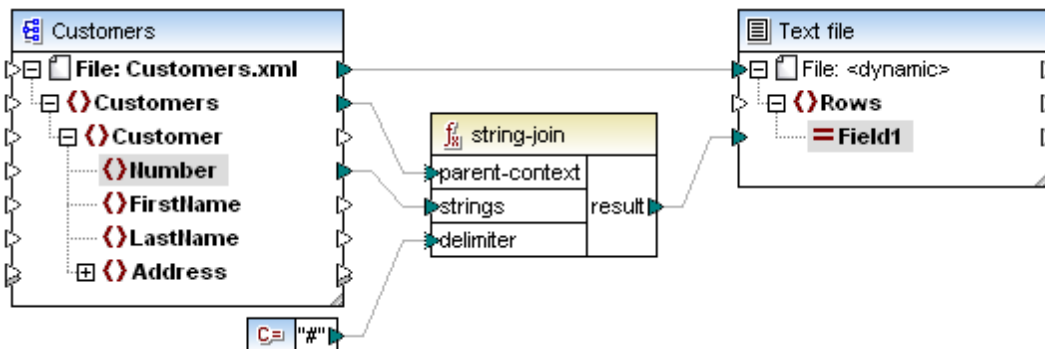 Customers
File: Customers.xml
Customers
Customer
Number
FirstName
LastName
Address
C= "#"
string-join
parent-context
strings
delimiter
result
Text file
File: <dynamic>
Rows
Field1